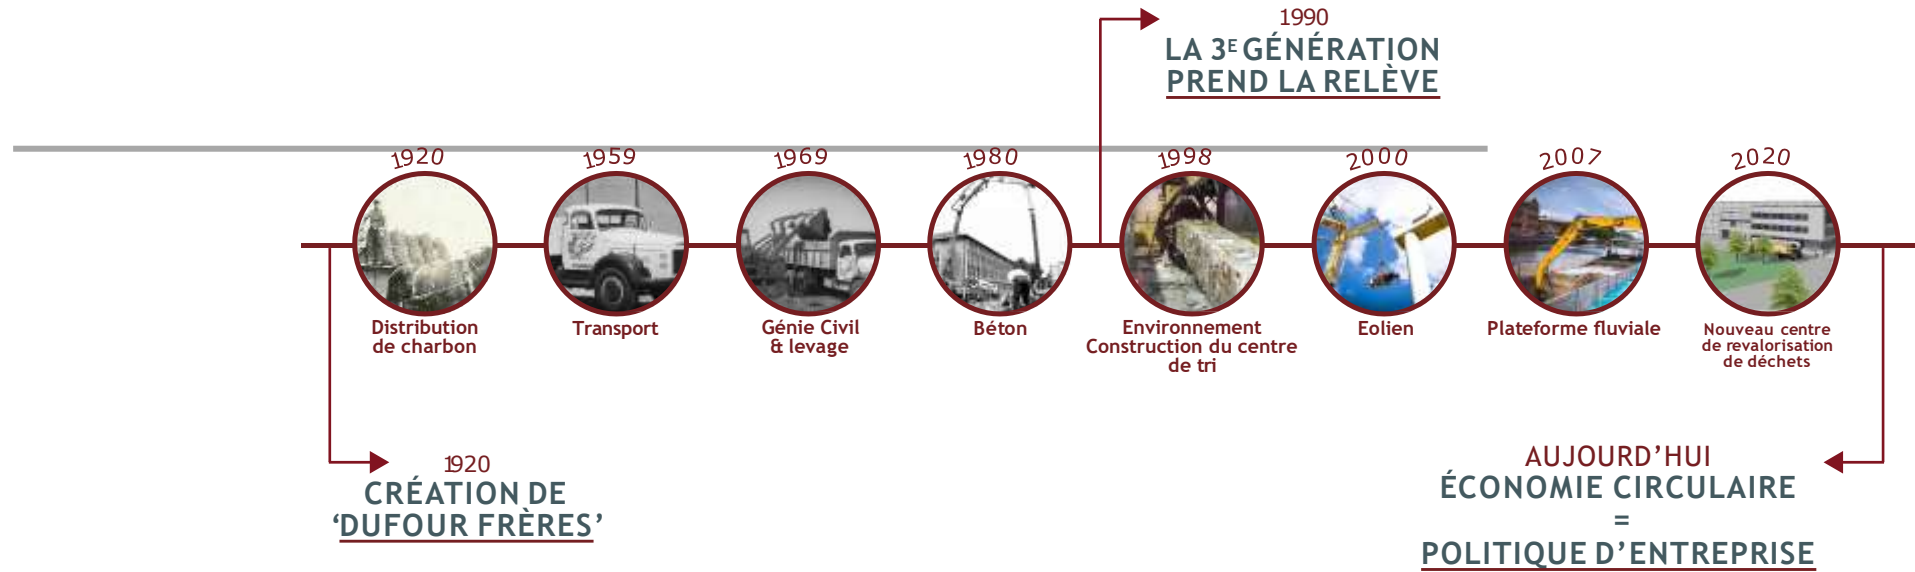 1990
LA 3E GÉNÉRATION
PREND LA RELÈVE
1920
1959
1969
1980
1998
2000
2007
2020
Distribution
de charbon
Transport
Génie Civil
& levage
Béton
Environnement
Construction du centre
de tri
Eolien
Plateforme fluviale
Nouveau centre
de revalorisation
de déchets
1920
CRÉATION DE
‘DUFOUR FRÈRES’
AUJOURD’HUI
ÉCONOMIE CIRCULAIRE
=
POLITIQUE D’ENTREPRISE